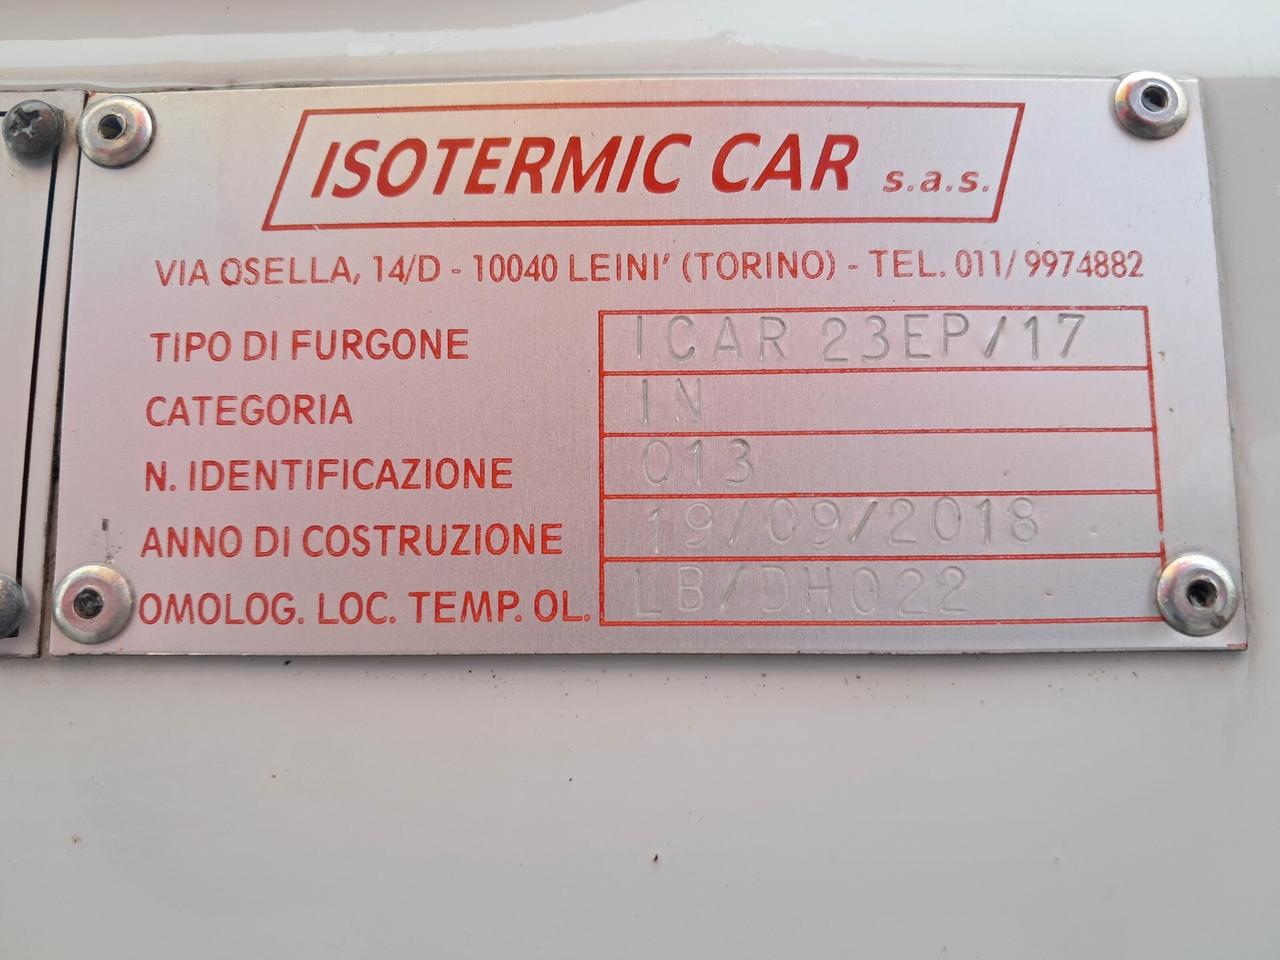 ISOTERMIC CAR s.a.s.
VIA OSELLA, 14/D - 10040 LEINI' (TORINO) - TEL. 011/9974882
TIPO DI FURGONE ICAR 23EP/17
CATEGORIA IN
N. IDENTIFICAZIONE 013
ANNO DI COSTRUZIONE 19/09/2018
OMOLOG. LOC. TEMP. OL. LB/DH022